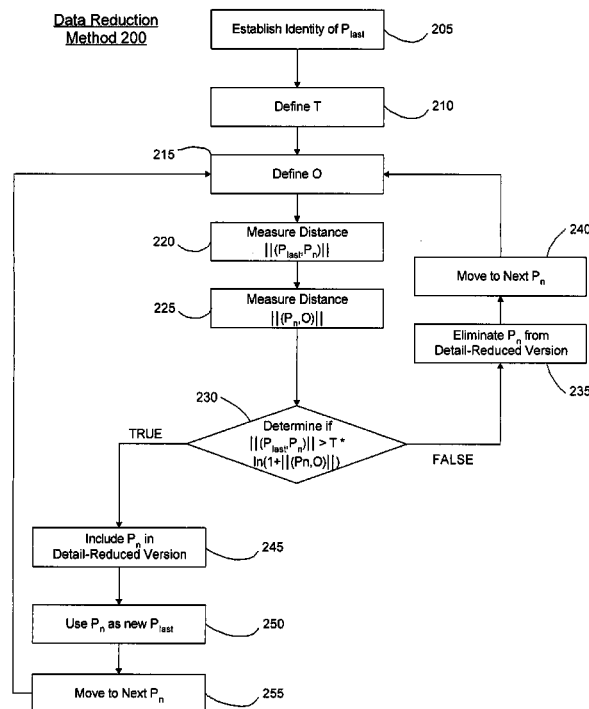 Data Reduction
Method 200
Establish Identity of Plast
205
Define T
210
215
Define O
220
Measure Distance
||(Plast,Pn)||
225
Measure Distance
||(Pn,O)||
240
Move to Next Pn
Eliminate Pn from
Detail-Reduced Version
235
230
Determine if
||(Plast,Pn)|| > T *
ln(1+||(Pn,O)||)
TRUE
FALSE
Include Pn in
Detail-Reduced Version
245
Use Pn as new Plast
250
Move to Next Pn
255